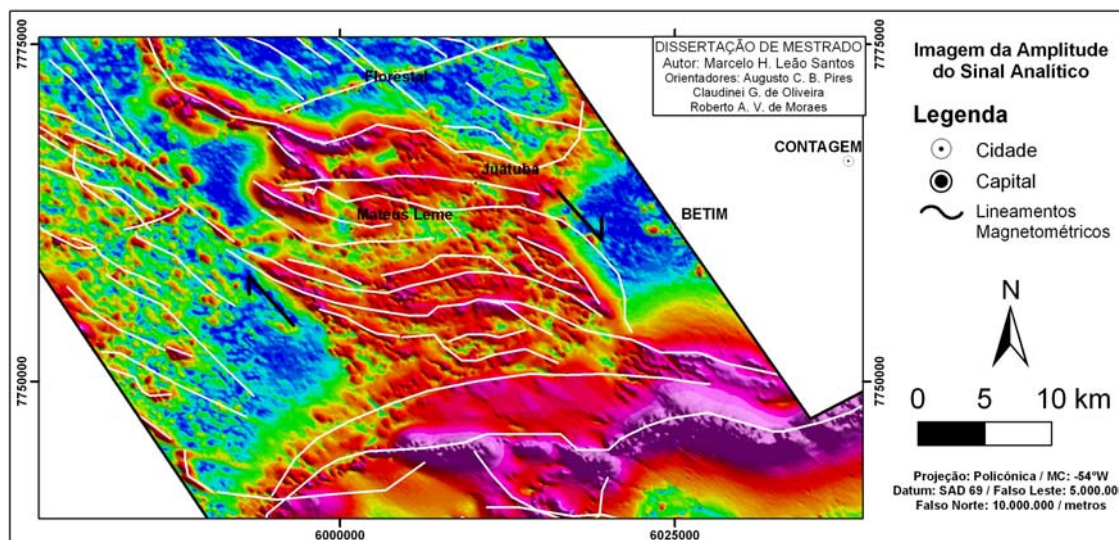 7775000
7775000
DISSERTAÇÃO DE MESTRADO
Autor: Marcelo H. Leão Santos
Orientadores: Augusto C. B. Pires
Claudinei G. de Oliveira
Roberto A. V. de Moraes
Florestal
CONTAGEM
Juatuba
Mateus Leme
BETIM
7750000
7750000
6000000
6025000
Imagem da Amplitude
do Sinal Analítico
Legenda
Cidade
Capital
Lineamentos
Magnetométricos
N
0 5 10 km
Projeção: Policônica / MC: -54ºW
Datum: SAD 69 / Falso Leste: 5.000.00
Falso Norte: 10.000.000 / metros